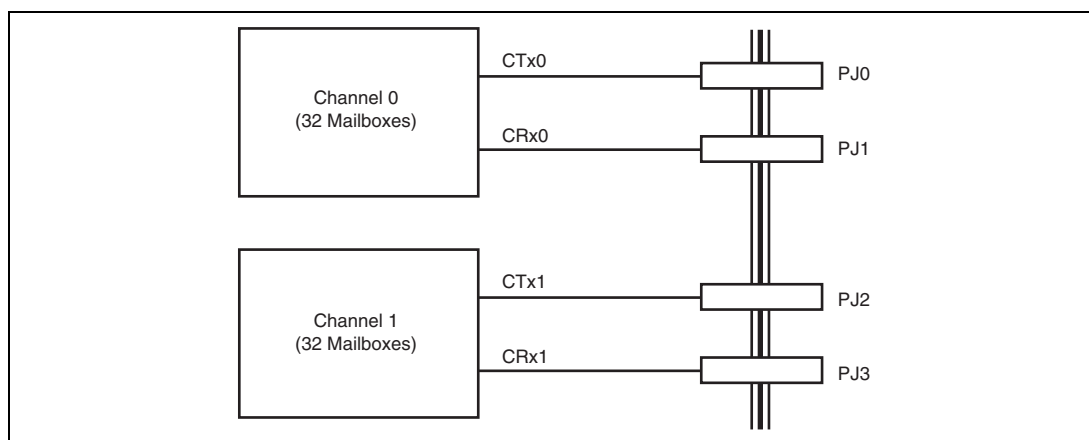 CTx0
PJ0
Channel 0
(32 Mailboxes)
CRx0
PJ1
CTx1
PJ2
Channel 1
(32 Mailboxes)
CRx1
PJ3